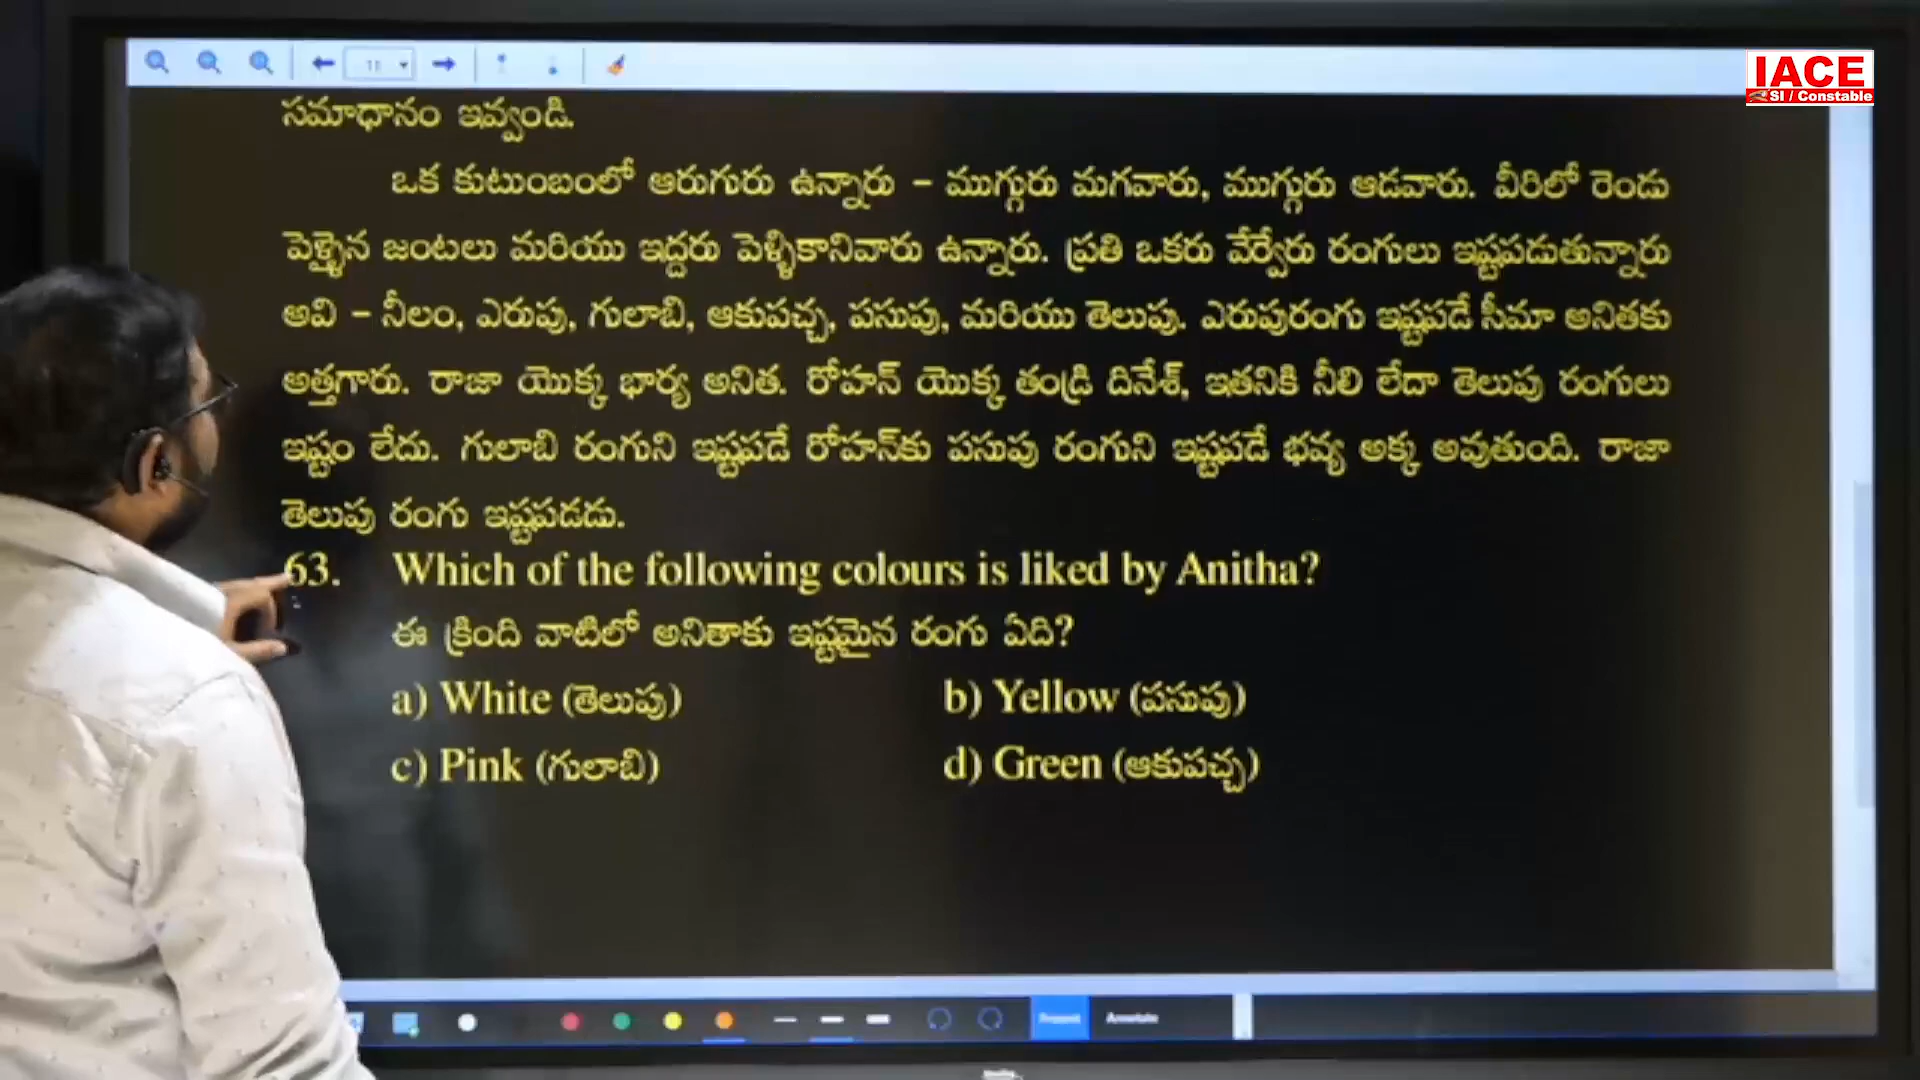 11
IACE
SI / Constable
సమాధానం ఇవ్వండి.
ఒక కుటుంబంలో ఆరుగురు ఉన్నారు – ముగ్గురు మగవారు, ముగ్గురు ఆడవారు. వీరిలో రెండు
పెళ్ళైన జంటలు మరియు ఇద్దరు పెళ్ళికానివారు ఉన్నారు. ప్రతి ఒకరు వేర్వేరు రంగులు ఇష్టపడుతున్నారు
అవి – నీలం, ఎరుపు, గులాబి, ఆకుపచ్చ, పసుపు, మరియు తెలుపు. ఎరుపురంగు ఇష్టపడే సీమా అనితకు
అత్తగారు. రాజా యొక్క భార్య అనిత. రోహన్ యొక్క తండ్రి దినేశ్, ఇతనికి నీలి లేదా తెలుపు రంగులు
ఇష్టం లేదు. గులాబి రంగుని ఇష్టపడే రోహన్‌కు పసుపు రంగుని ఇష్టపడే భవ్య అక్క అవుతుంది. రాజా
తెలుపు రంగు ఇష్టపడడు.
63. Which of the following colours is liked by Anitha?
ఈ క్రింది వాటిలో అనితాకు ఇష్టమైన రంగు ఏది?
a) White (తెలుపు) b) Yellow (పసుపు)
c) Pink (గులాబి) d) Green (ఆకుపచ్చ)